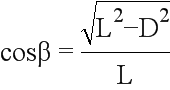 cosβ = √(L²−D²) / L